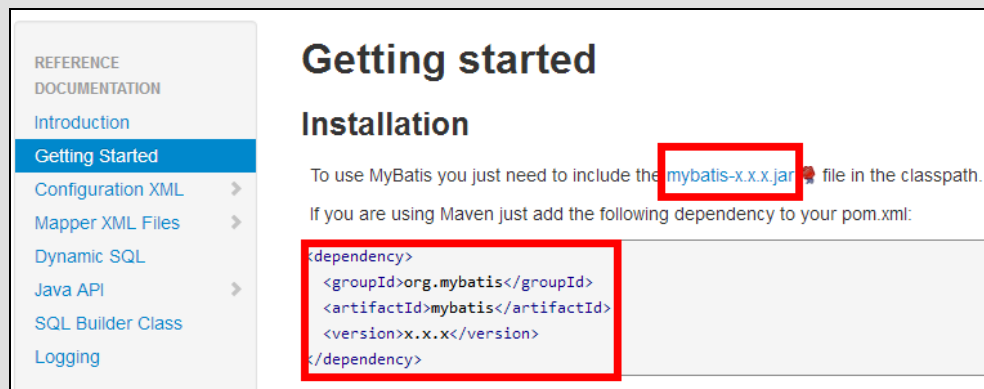 REFERENCE
DOCUMENTATION
Introduction
Getting Started
Configuration XML
Mapper XML Files
Dynamic SQL
Java API
SQL Builder Class
Logging
Getting started
Installation
To use MyBatis you just need to include the mybatis-x.x.x.jar file in the classpath.
If you are using Maven just add the following dependency to your pom.xml:
<dependency>
  <groupId>org.mybatis</groupId>
  <artifactId>mybatis</artifactId>
  <version>x.x.x</version>
</dependency>